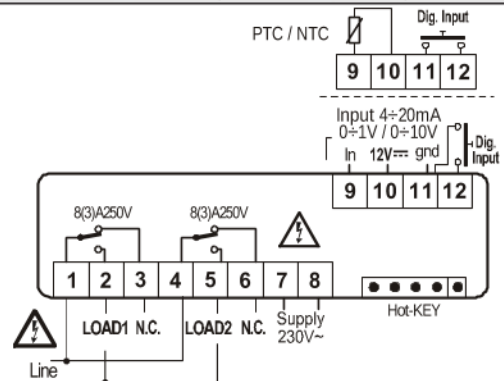 PTC / NTC
Dig. Input
9 10 11 12
Input 4÷20mA
0÷1V / 0÷10V
In 12V⎓ gnd
Dig.
Input
9 10 11 12
8(3)A250V 8(3)A250V
1 2 3 4 5 6 7 8
LOAD1 N.C. LOAD2 N.C. Supply
230V~
Hot-KEY
Line